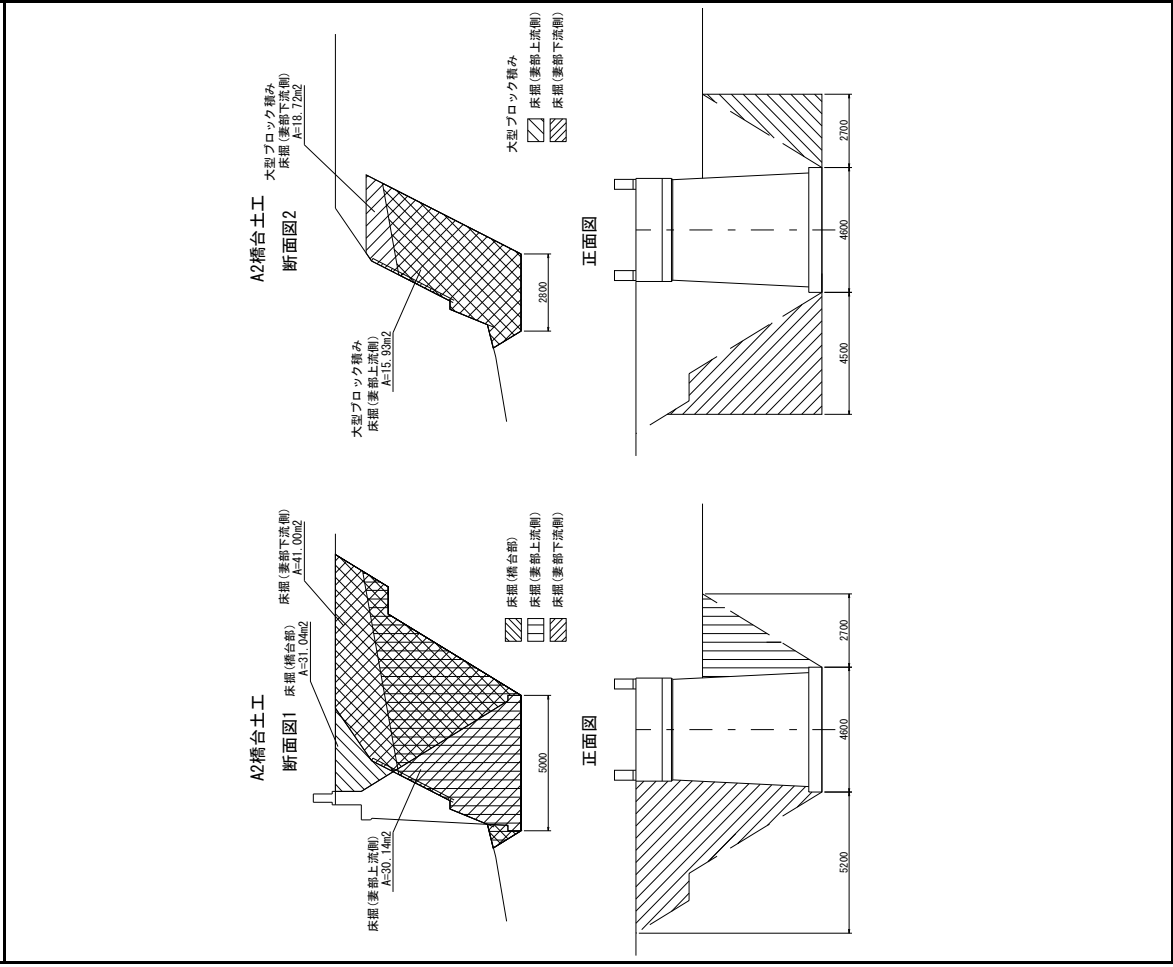 A2橋台土工
断面図1
床掘(橋台部)
A=31.04m2
床掘(妻部下流側)
A=41.00m2
床掘(妻部上流側)
A=30.14m2
5000
床掘(橋台部)
床掘(妻部上流側)
床掘(妻部下流側)
正面図
5200
4600
2700
A2橋台土工
断面図2
大型ブロック積み
床掘(妻部下流側)
A=18.72m2
大型ブロック積み
床掘(妻部上流側)
A=15.93m2
2800
大型ブロック積み
床掘(妻部上流側)
床掘(妻部下流側)
正面図
4500
4600
2700